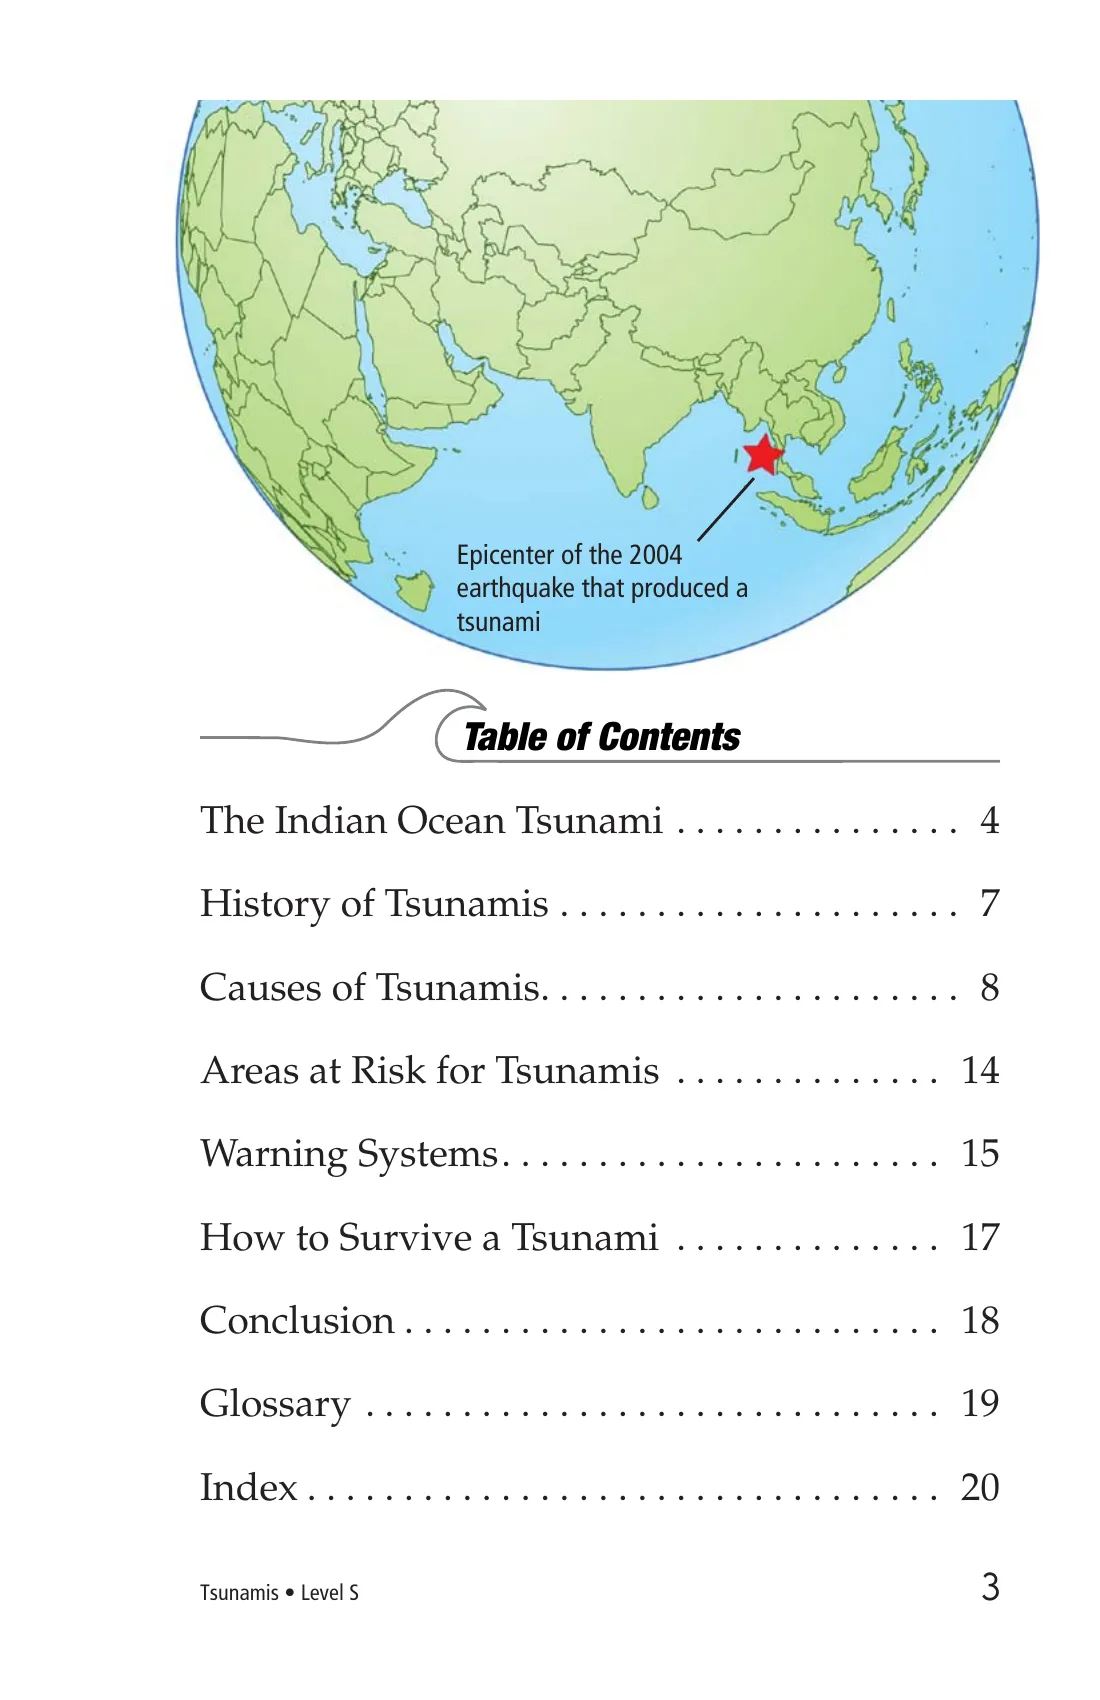 Epicenter of the 2004
earthquake that produced a
tsunami
Table of Contents
The Indian Ocean Tsunami . . . . . . . . . . . . . . . 4
History of Tsunamis . . . . . . . . . . . . . . . . . . . . . 7
Causes of Tsunamis. . . . . . . . . . . . . . . . . . . . . . 8
Areas at Risk for Tsunamis . . . . . . . . . . . . . . 14
Warning Systems. . . . . . . . . . . . . . . . . . . . . . . 15
How to Survive a Tsunami . . . . . . . . . . . . . . 17
Conclusion . . . . . . . . . . . . . . . . . . . . . . . . . . . . 18
Glossary . . . . . . . . . . . . . . . . . . . . . . . . . . . . . . 19
Index . . . . . . . . . . . . . . . . . . . . . . . . . . . . . . . . . 20
Tsunamis • Level S 3